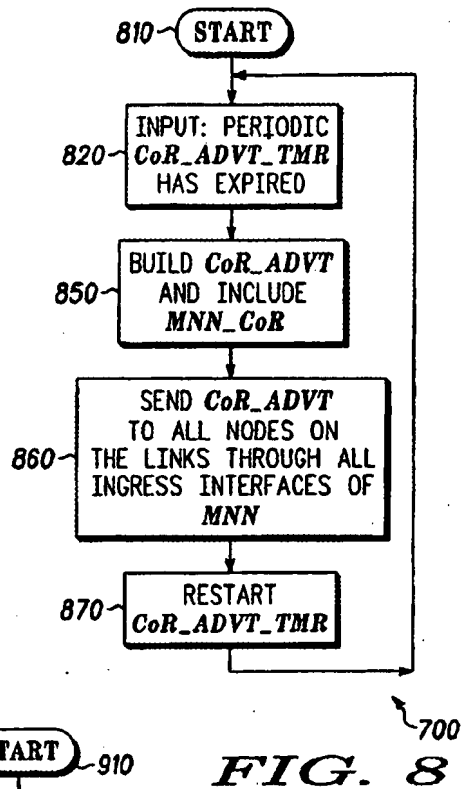 810 START
INPUT: PERIODIC
820 CoR_ADVT_TMR
HAS EXPIRED
BUILD CoR_ADVT
850 AND INCLUDE
MNN_CoR
SEND CoR_ADVT
TO ALL NODES ON
860 THE LINKS THROUGH ALL
INGRESS INTERFACES OF
MNN
870 RESTART
CoR_ADVT_TMR
700
TART 910
FIG. 8